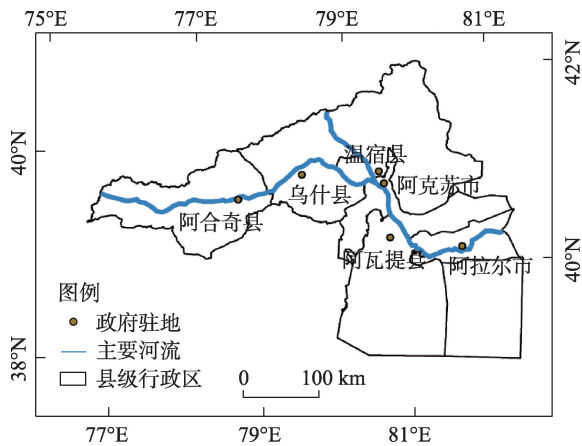 75°E 77°E 79°E 81°E
42°N
40°N
温宿县
阿克苏市
乌什县
阿合奇县
阿瓦提县 阿拉尔市
40°N
图例
政府驻地
主要河流
县级行政区
0 100 km
38°N
77°E 79°E 81°E